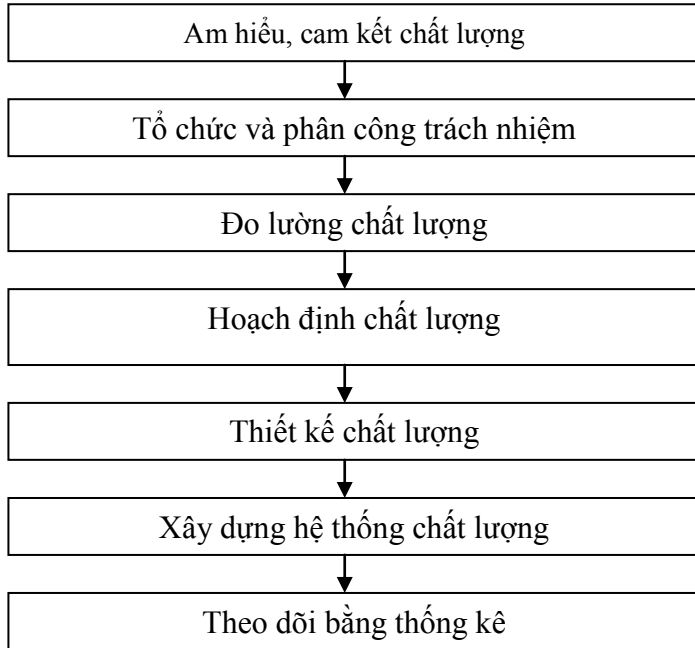 Am hiểu, cam kết chất lượng
Tổ chức và phân công trách nhiệm
Đo lường chất lượng
Hoạch định chất lượng
Thiết kế chất lượng
Xây dựng hệ thống chất lượng
Theo dõi bằng thống kê